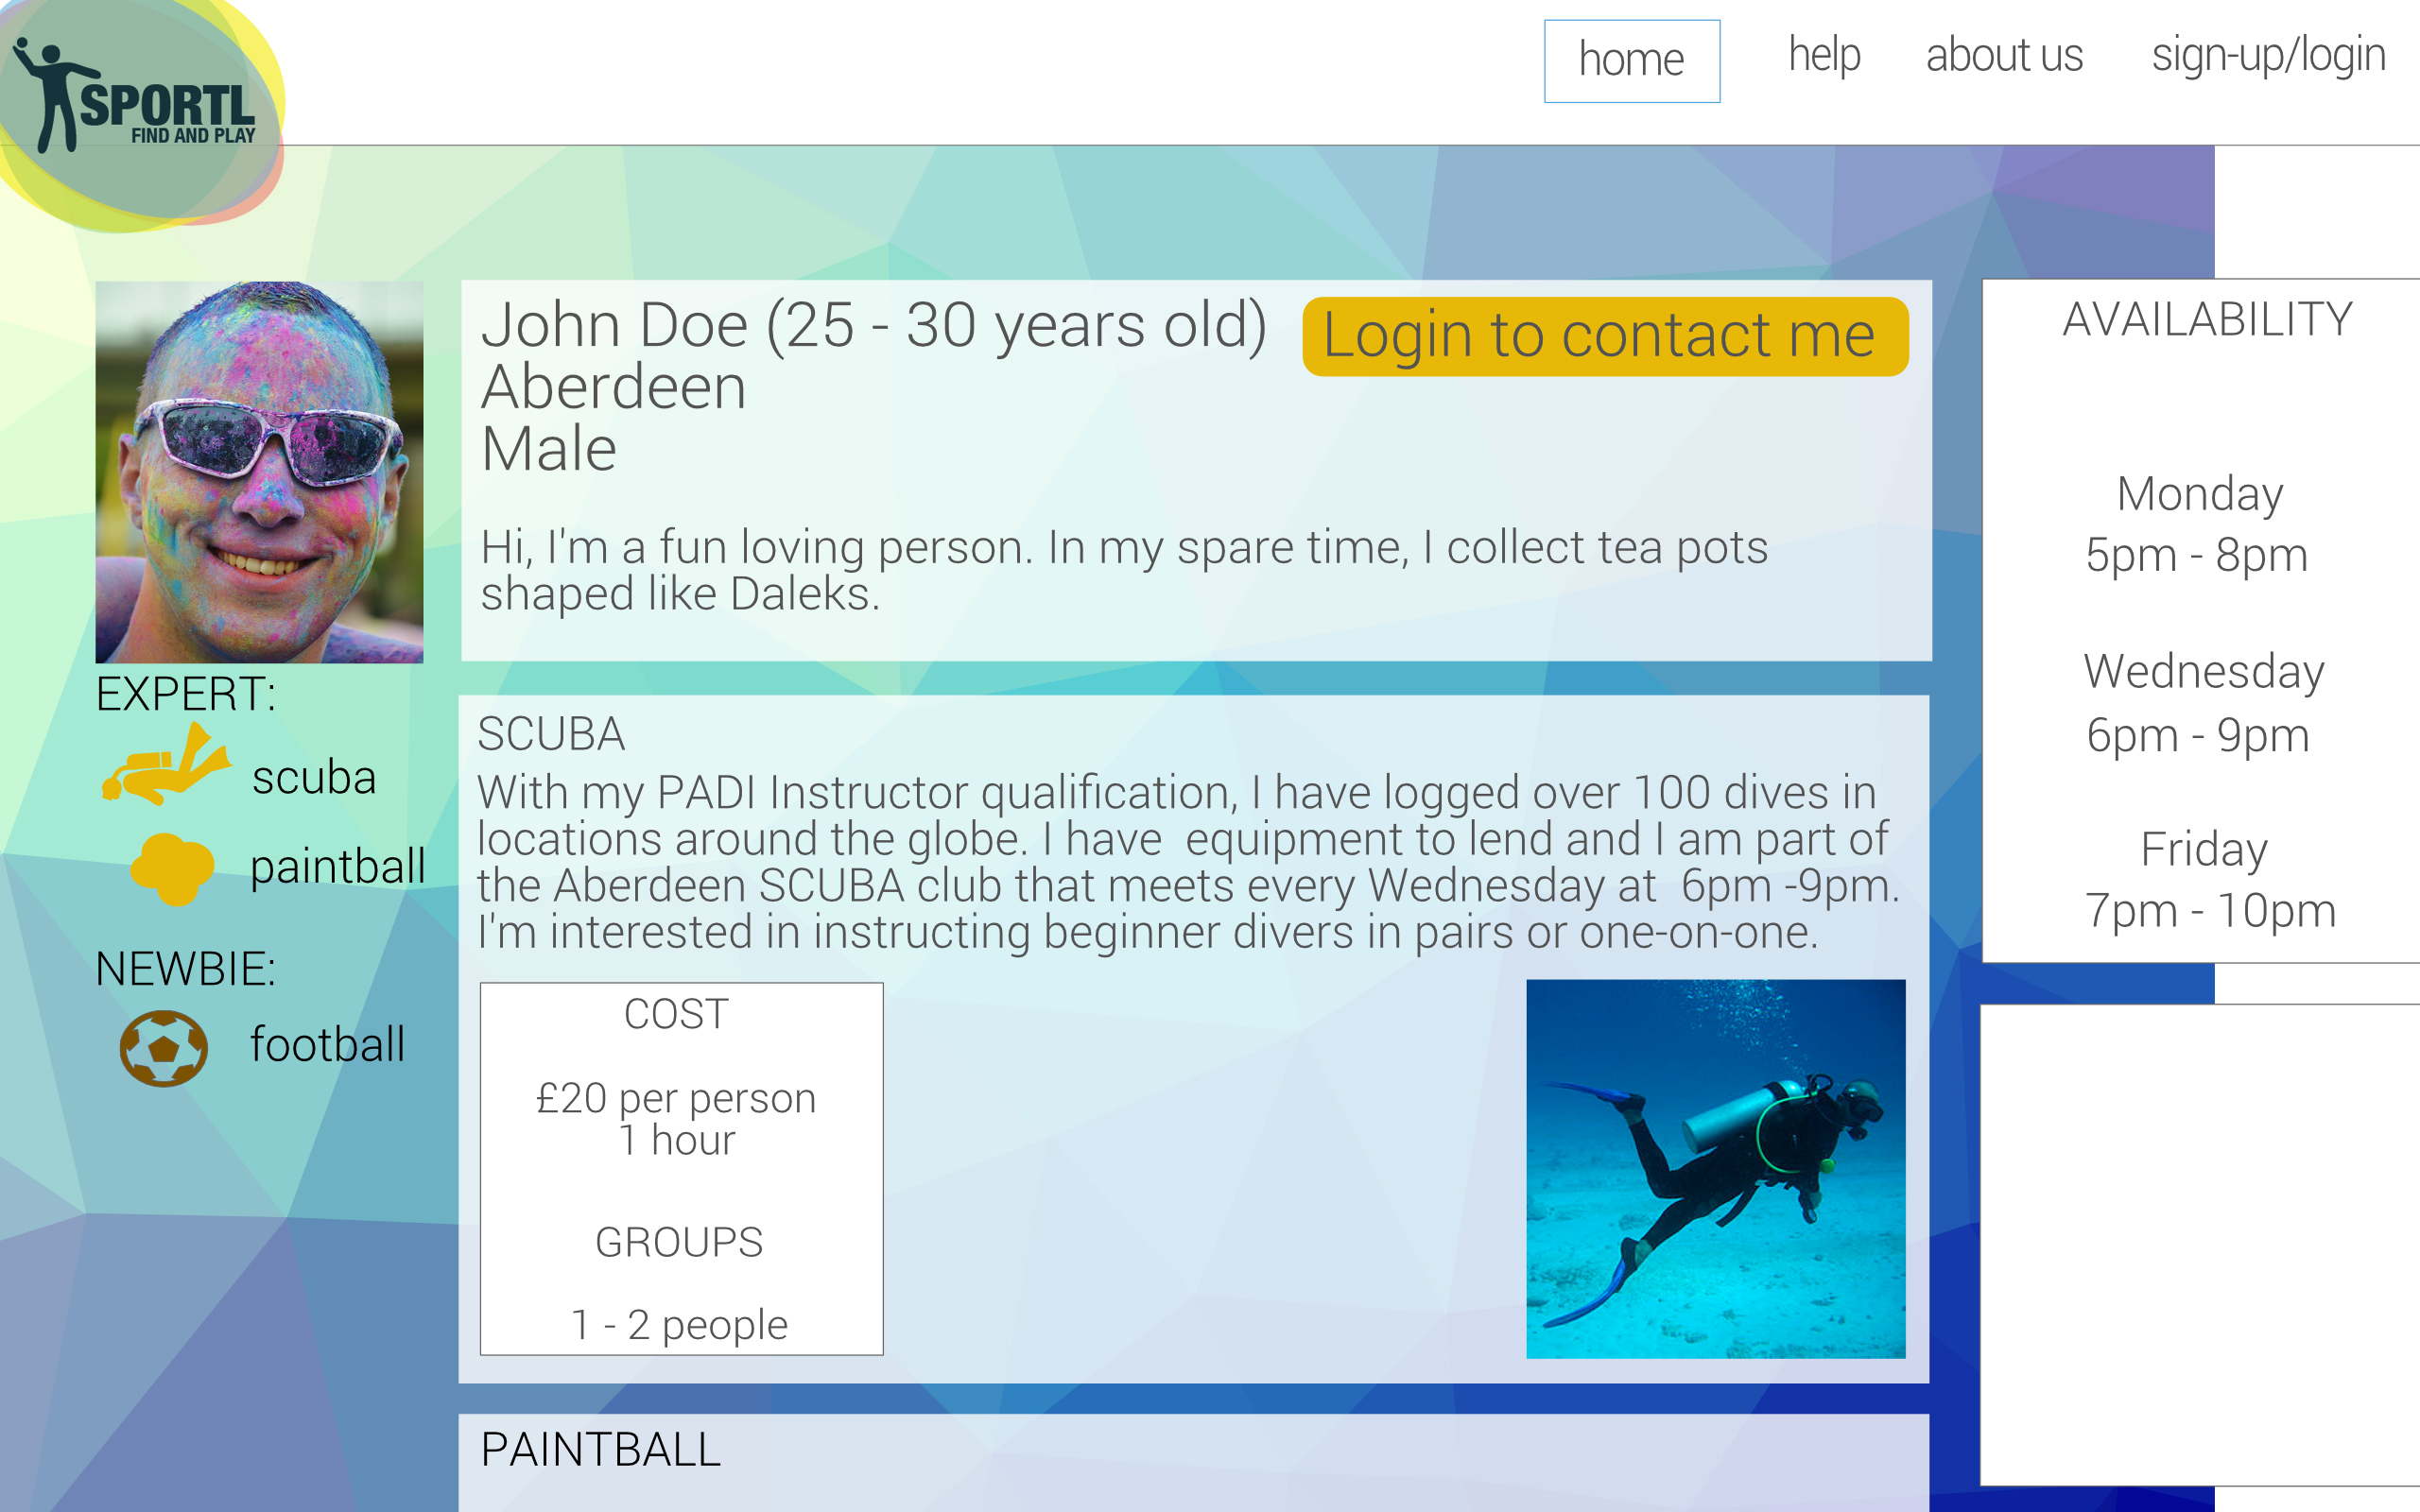 SPORTL
FIND AND PLAY
home
help
about us
sign-up/login
John Doe (25 - 30 years old)
Login to contact me
Aberdeen
Male
Hi, I'm a fun loving person. In my spare time, I collect tea pots
shaped like Daleks.
EXPERT:
scuba
paintball
NEWBIE:
football
SCUBA
With my PADI Instructor qualification, I have logged over 100 dives in
locations around the globe. I have  equipment to lend and I am part of
the Aberdeen SCUBA club that meets every Wednesday at  6pm -9pm.
I'm interested in instructing beginner divers in pairs or one-on-one.
COST
£20 per person
1 hour
GROUPS
1 - 2 people
PAINTBALL
AVAILABILITY
Monday
5pm - 8pm
Wednesday
6pm - 9pm
Friday
7pm - 10pm